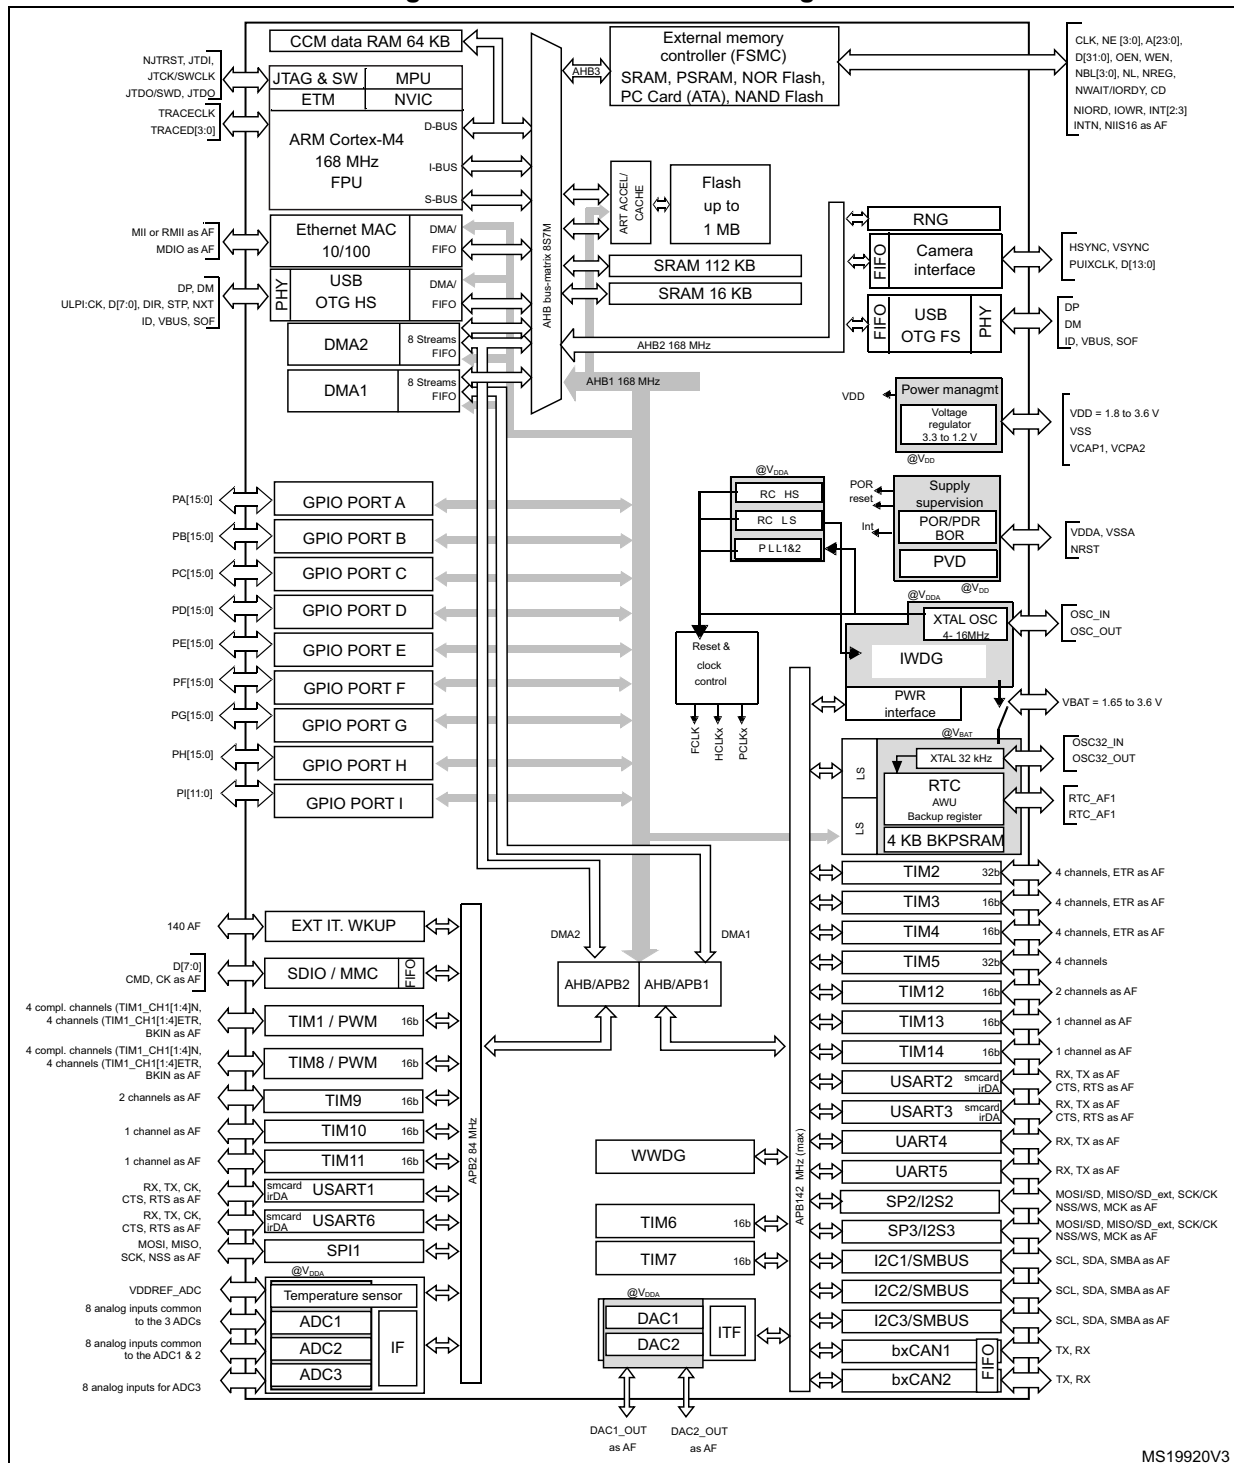 CCM data RAM 64 KB
External memory
controller (FSMC)
SRAM, PSRAM, NOR Flash,
PC Card (ATA), NAND Flash
AHB3
CLK, NE [3:0], A[23:0],
D[31:0], OEN, WEN,
NBL[3:0], NL, NREG,
NWAIT/IORDY, CD
NIORD, IOWR, INT[2:3]
INTN, NIIS16 as AF
NJTRST, JTDI,
JTCK/SWCLK
JTDO/SWD, JTDO
TRACECLK
TRACED[3:0]
JTAG & SW
MPU
ETM
NVIC
ARM Cortex-M4
168 MHz
FPU
D-BUS
I-BUS
S-BUS
AHB bus-matrix 8S7M
ART ACCEL/
CACHE
Flash
up to
1 MB
SRAM 112 KB
SRAM 16 KB
AHB2 168 MHz
AHB1 168 MHz
MII or RMII as AF
MDIO as AF
Ethernet MAC
10/100
DMA/
FIFO
DP, DM
ULPI:CK, D[7:0], DIR, STP, NXT
ID, VBUS, SOF
PHY
USB
OTG HS
DMA/
FIFO
DMA2
8 Streams
FIFO
DMA1
8 Streams
FIFO
RNG
FIFO
Camera
interface
HSYNC, VSYNC
PUIXCLK, D[13:0]
FIFO
USB
OTG FS
PHY
DP
DM
ID, VBUS, SOF
VDD
Power managmt
Voltage
regulator
3.3 to 1.2 V
@VDD
VDD = 1.8 to 3.6 V
VSS
VCAP1, VCPA2
@VDDA
RC HS
RC LS
PLL1&2
POR
reset
Int
Supply
supervision
POR/PDR
BOR
PVD
@VDD
VDDA, VSSA
NRST
@VDDA
XTAL OSC
4- 16MHz
IWDG
OSC_IN
OSC_OUT
Reset &
clock
control
FCLK
HCLKx
PCLKx
PWR
interface
VBAT = 1.65 to 3.6 V
@VBAT
LS
LS
XTAL 32 kHz
RTC
AWU
Backup register
4 KB BKPSRAM
OSC32_IN
OSC32_OUT
RTC_AF1
RTC_AF1
PA[15:0]
GPIO PORT A
PB[15:0]
GPIO PORT B
PC[15:0]
GPIO PORT C
PD[15:0]
GPIO PORT D
PE[15:0]
GPIO PORT E
PF[15:0]
GPIO PORT F
PG[15:0]
GPIO PORT G
PH[15:0]
GPIO PORT H
PI[11:0]
GPIO PORT I
DMA2
DMA1
AHB/APB2
AHB/APB1
140 AF
EXT IT. WKUP
D[7:0]
CMD, CK as AF
SDIO / MMC
FIFO
4 compl. channels (TIM1_CH1[1:4]N,
4 channels (TIM1_CH1[1:4]ETR,
BKIN as AF
TIM1 / PWM
16b
4 compl. channels (TIM1_CH1[1:4]N,
4 channels (TIM1_CH1[1:4]ETR,
BKIN as AF
TIM8 / PWM
16b
2 channels as AF
TIM9
16b
1 channel as AF
TIM10
16b
1 channel as AF
TIM11
16b
RX, TX, CK,
CTS, RTS as AF
smcard
irDA
USART1
RX, TX, CK,
CTS, RTS as AF
smcard
irDA
USART6
MOSI, MISO,
SCK, NSS as AF
SPI1
@VDDA
VDDREF_ADC
Temperature sensor
8 analog inputs common
to the 3 ADCs
ADC1
8 analog inputs common
to the ADC1 & 2
ADC2
8 analog inputs for ADC3
ADC3
IF
APB2 84 MHz
WWDG
TIM6
16b
TIM7
16b
@VDDA
DAC1
DAC2
ITF
DAC1_OUT
as AF
DAC2_OUT
as AF
APB142 MHz (max)
TIM2
32b
4 channels, ETR as AF
TIM3
16b
4 channels, ETR as AF
TIM4
16b
4 channels, ETR as AF
TIM5
32b
4 channels
TIM12
16b
2 channels as AF
TIM13
16b
1 channel as AF
TIM14
16b
1 channel as AF
USART2
smcard
irDA
RX, TX as AF
CTS, RTS as AF
USART3
smcard
irDA
RX, TX as AF
CTS, RTS as AF
UART4
RX, TX as AF
UART5
RX, TX as AF
SP2/I2S2
MOSI/SD, MISO/SD_ext, SCK/CK
NSS/WS, MCK as AF
SP3/I2S3
MOSI/SD, MISO/SD_ext, SCK/CK
NSS/WS, MCK as AF
I2C1/SMBUS
SCL, SDA, SMBA as AF
I2C2/SMBUS
SCL, SDA, SMBA as AF
I2C3/SMBUS
SCL, SDA, SMBA as AF
bxCAN1
TX, RX
bxCAN2
FIFO
TX, RX
MS19920V3